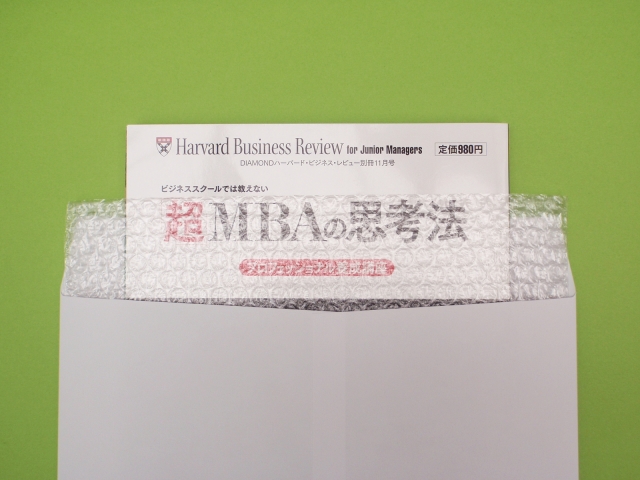 Harvard Business Review for Junior Managers 定価980円
DIAMONDハーバード・ビジネス・レビュー別冊11月号
ビジネススクールでは教えない
超MBAの思考法